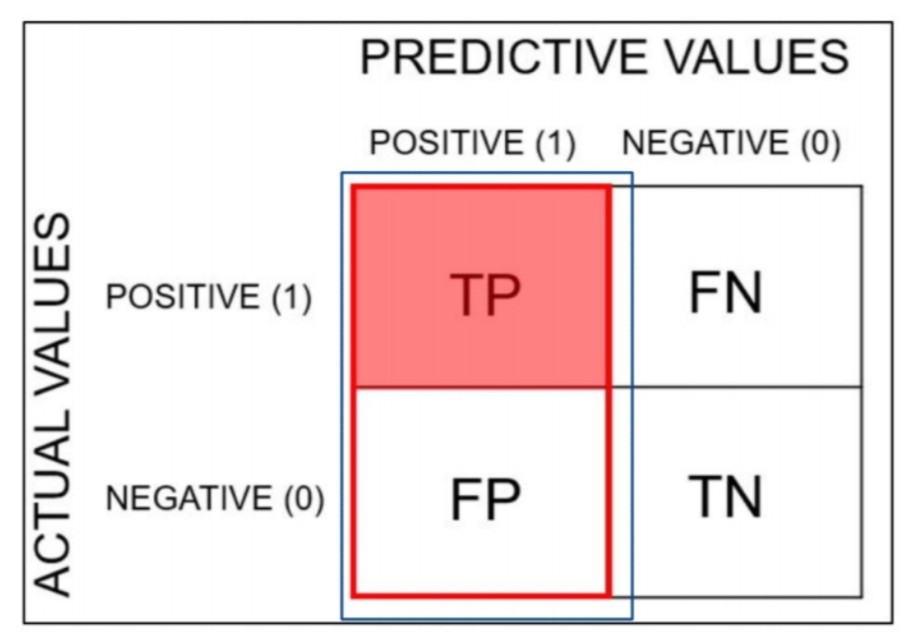 PREDICTIVE VALUES
POSITIVE (1) NEGATIVE (0)
ACTUAL VALUES
POSITIVE (1) TP FN
NEGATIVE (0) FP TN